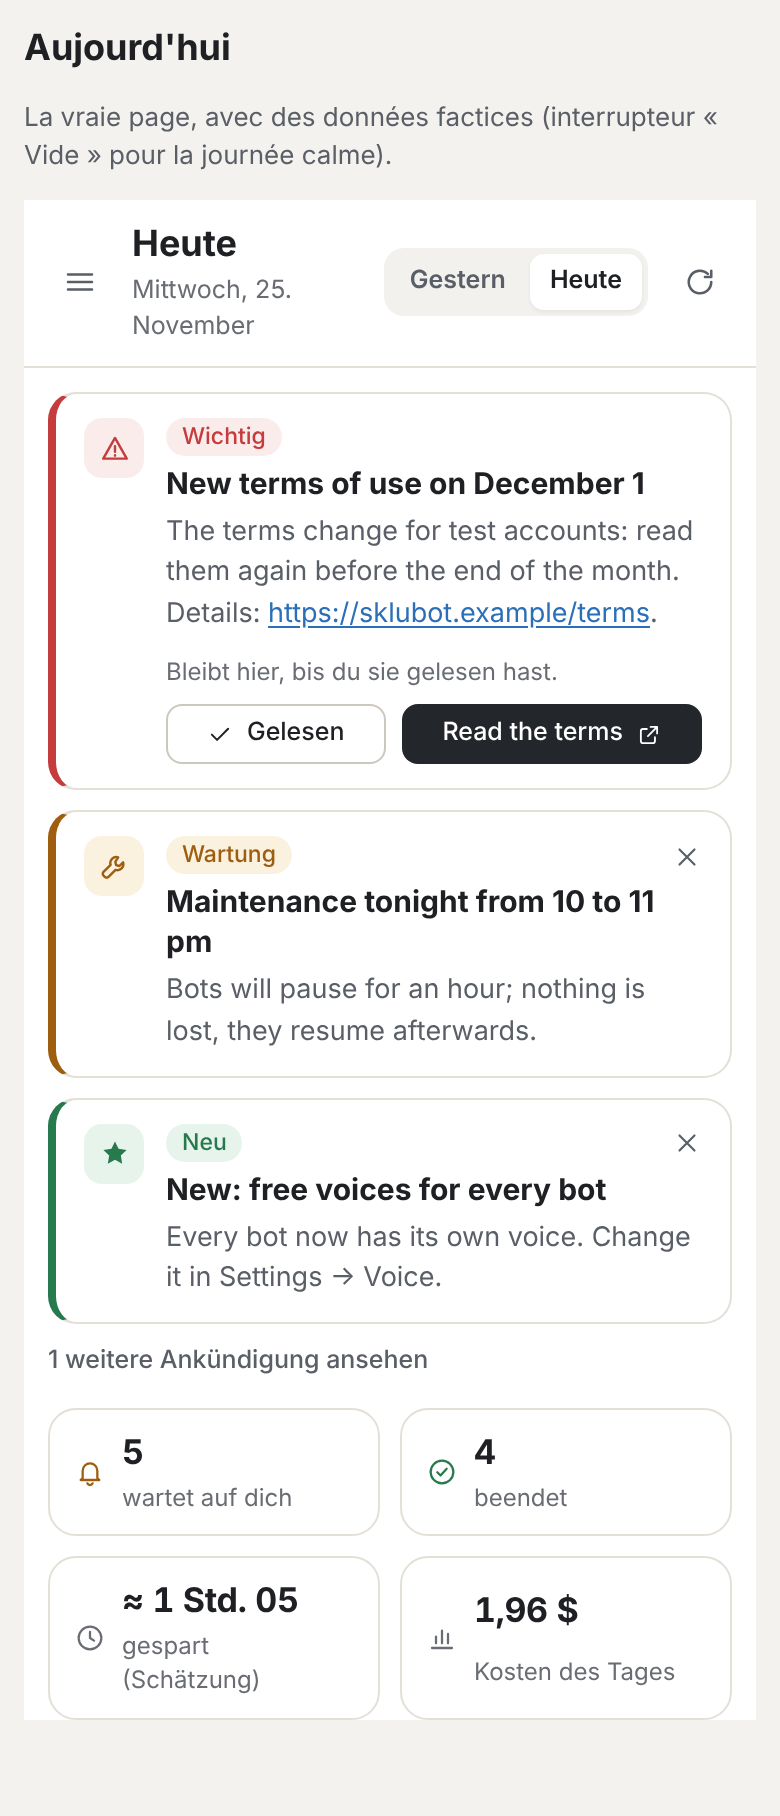 Aujourd'hui
La vraie page, avec des données factices (interrupteur «
Vide » pour la journée calme).
Heute
Mittwoch, 25.
November
Gestern
Heute
Wichtig
New terms of use on December 1
The terms change for test accounts: read
them again before the end of the month.
Details: https://sklubot.example/terms.
Bleibt hier, bis du sie gelesen hast.
Gelesen
Read the terms
Wartung
Maintenance tonight from 10 to 11
pm
Bots will pause for an hour; nothing is
lost, they resume afterwards.
Neu
New: free voices for every bot
Every bot now has its own voice. Change
it in Settings → Voice.
1 weitere Ankündigung ansehen
5
wartet auf dich
4
beendet
≈ 1 Std. 05
gespart
(Schätzung)
1,96 $
Kosten des Tages